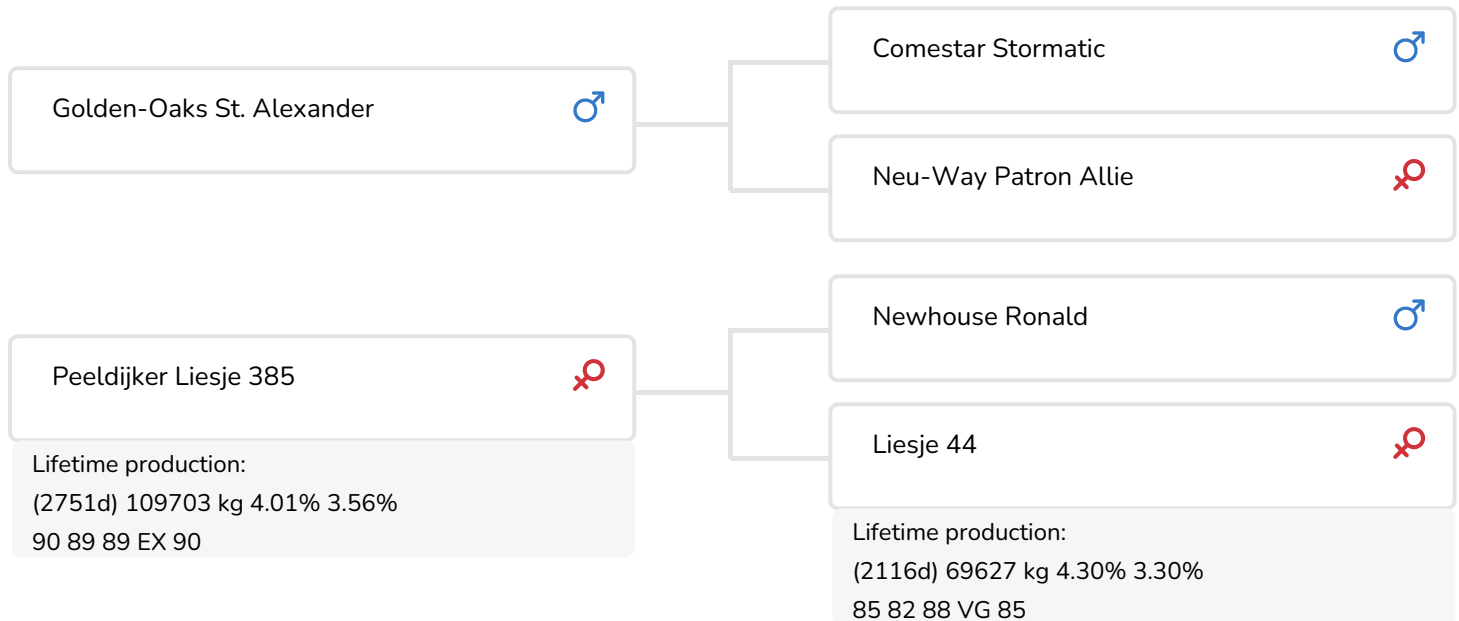 Golden-Oaks St. Alexander
Comestar Stormatic
Neu-Way Patron Allie
Peeldijker Liesje 385
Lifetime production:
(2751d) 109703 kg 4.01% 3.56%
90 89 89 EX 90
Newhouse Ronald
Liesje 44
Lifetime production:
(2116d) 69627 kg 4.30% 3.30%
85 82 88 VG 85